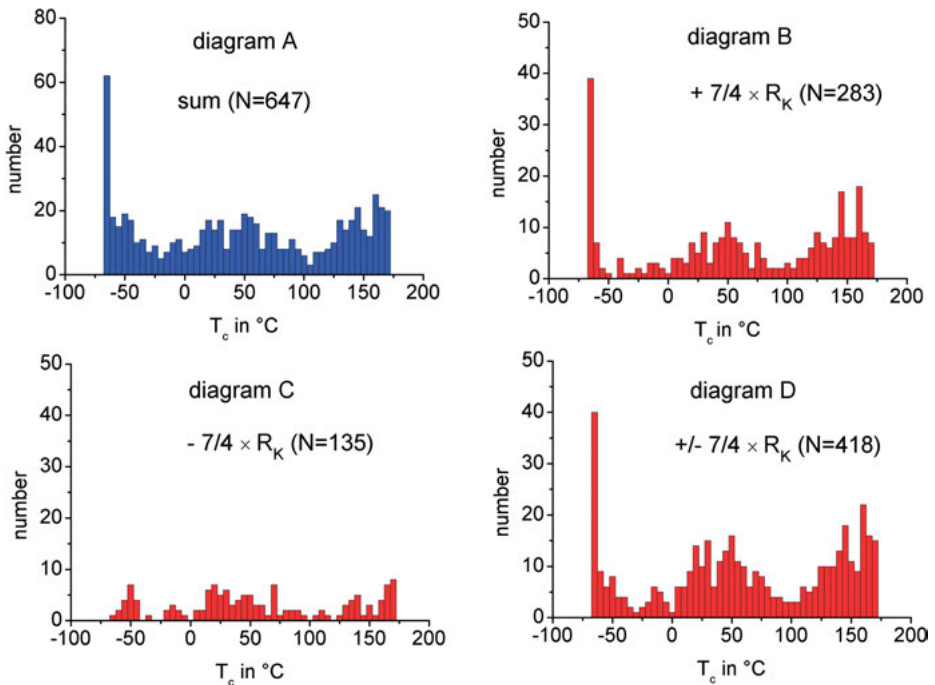 diagram A
sum (N=647)
number
80
60
40
20
0
-100 -50 0 50 100 150 200
T_c in °C
diagram B
+ 7/4 × R_K (N=283)
number
50
40
30
20
10
0
-100 -50 0 50 100 150 200
T_c in °C
diagram C
- 7/4 × R_K (N=135)
number
50
40
30
20
10
0
-100 -50 0 50 100 150 200
T_c in °C
diagram D
+/- 7/4 × R_K (N=418)
number
50
40
30
20
10
0
-100 -50 0 50 100 150 200
T_c in °C